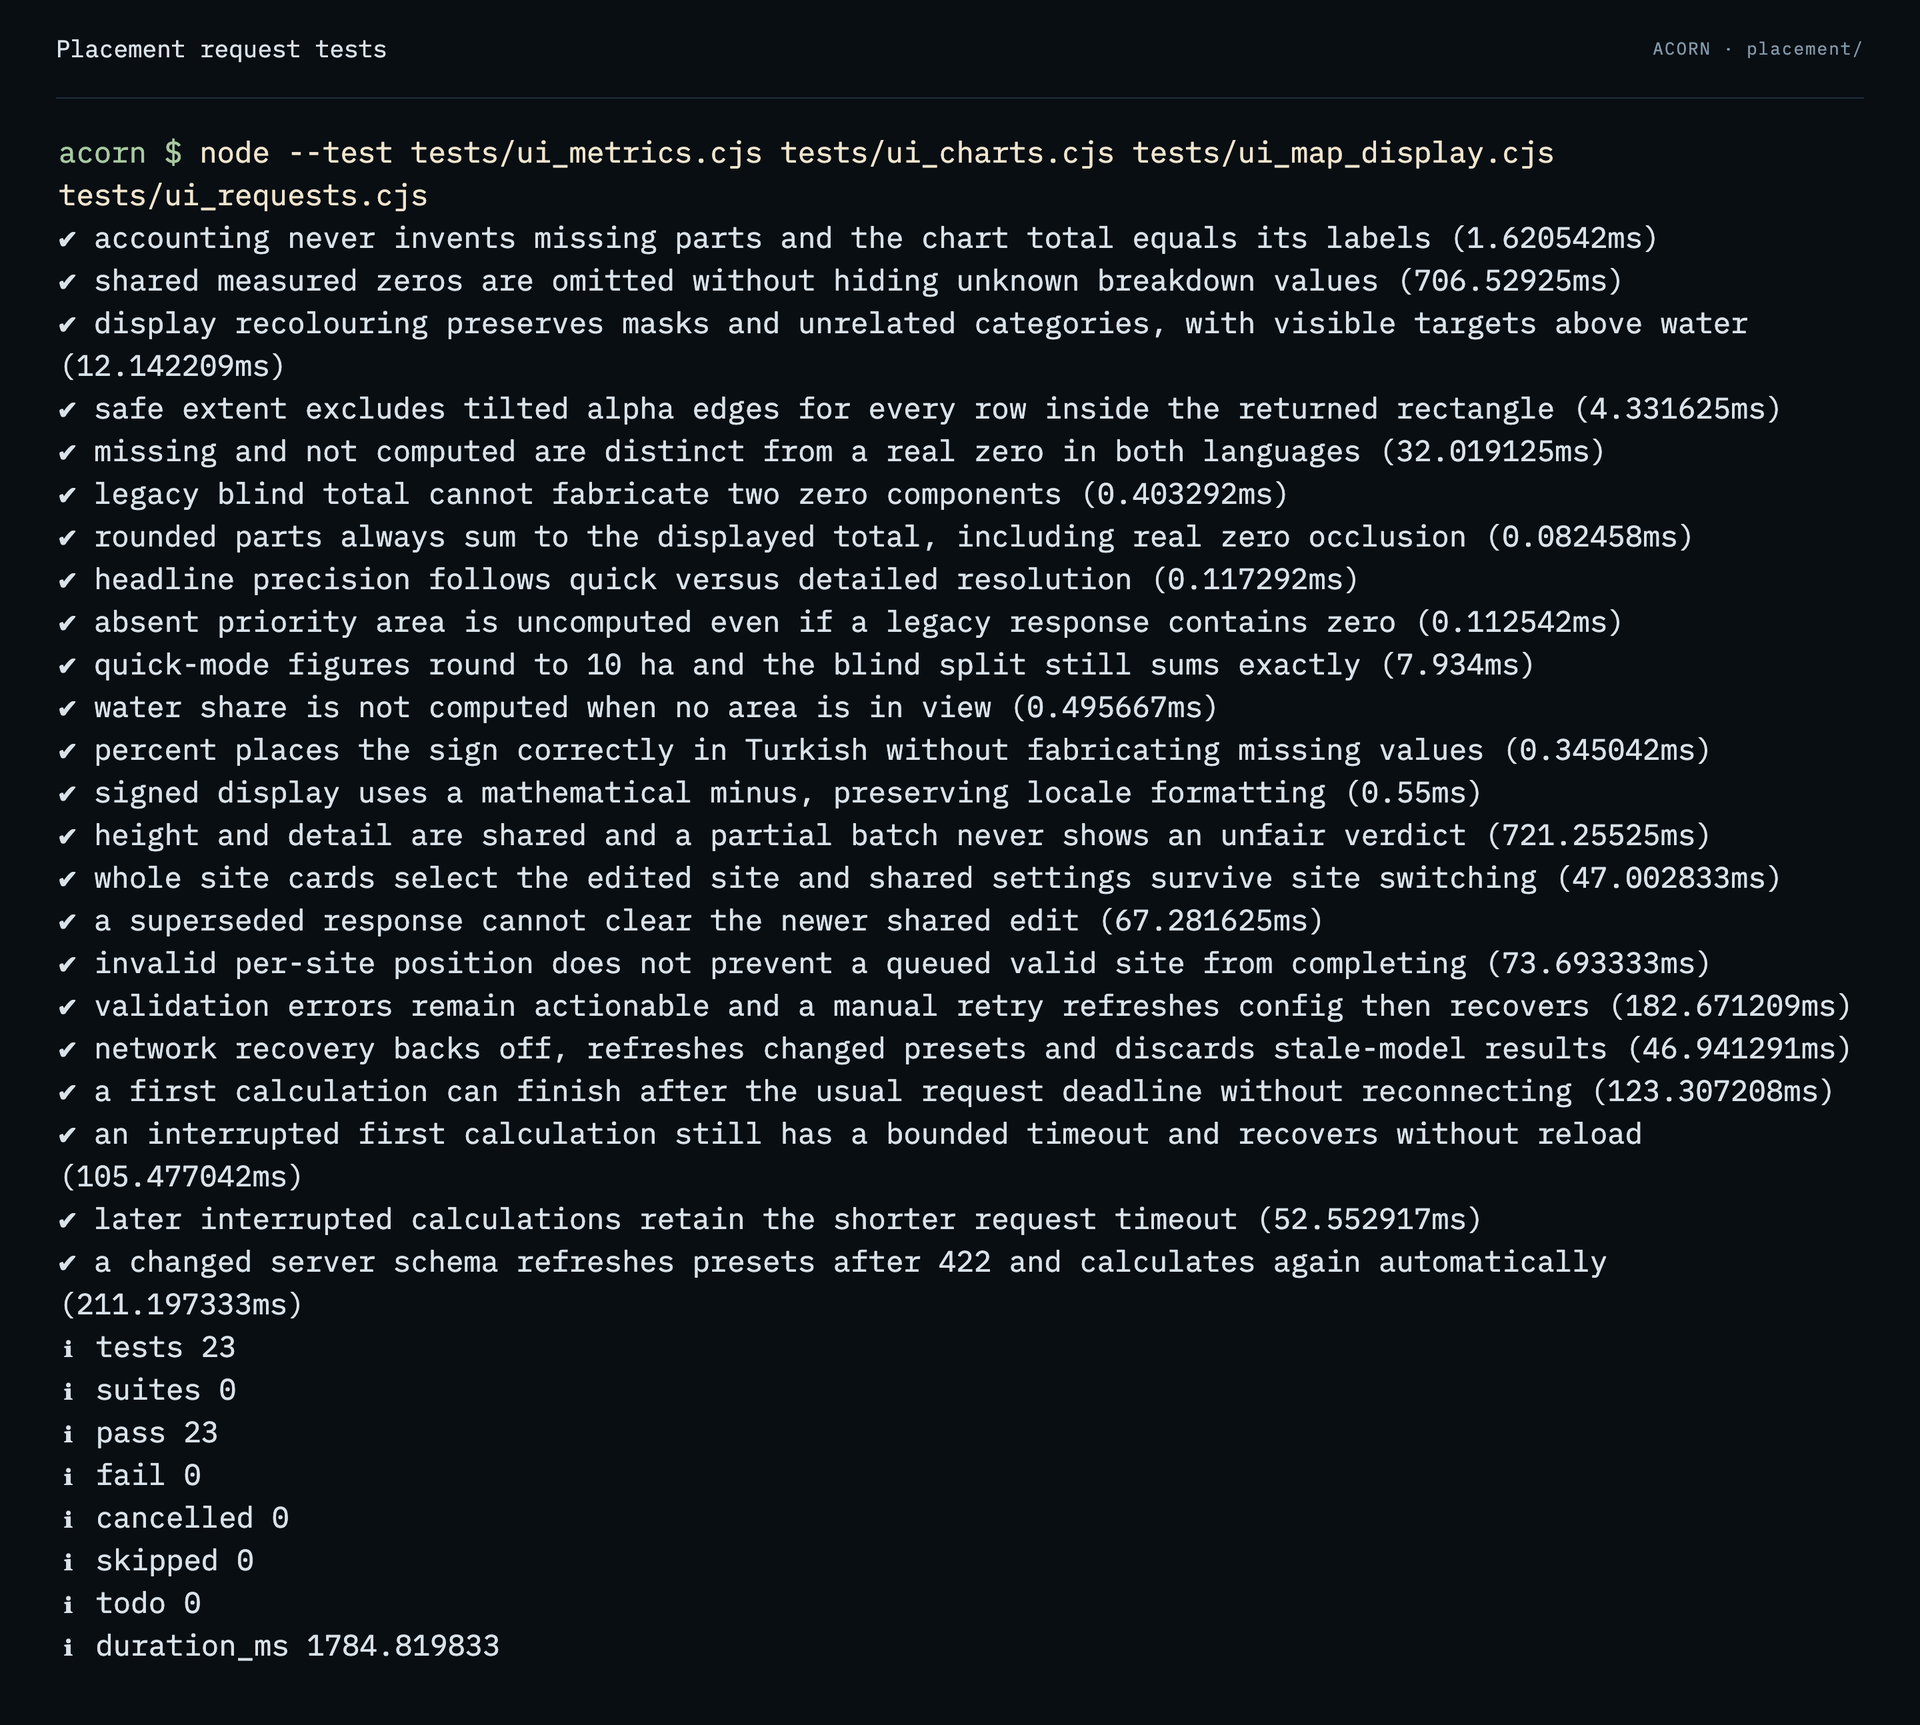 Placement request tests
ACORN · placement/
acorn $ node --test tests/ui_metrics.cjs tests/ui_charts.cjs tests/ui_map_display.cjs
tests/ui_requests.cjs
✔ accounting never invents missing parts and the chart total equals its labels (1.620542ms)
✔ shared measured zeros are omitted without hiding unknown breakdown values (706.52925ms)
✔ display recolouring preserves masks and unrelated categories, with visible targets above water
(12.142209ms)
✔ safe extent excludes tilted alpha edges for every row inside the returned rectangle (4.331625ms)
✔ missing and not computed are distinct from a real zero in both languages (32.019125ms)
✔ legacy blind total cannot fabricate two zero components (0.403292ms)
✔ rounded parts always sum to the displayed total, including real zero occlusion (0.082458ms)
✔ headline precision follows quick versus detailed resolution (0.117292ms)
✔ absent priority area is uncomputed even if a legacy response contains zero (0.112542ms)
✔ quick-mode figures round to 10 ha and the blind split still sums exactly (7.934ms)
✔ water share is not computed when no area is in view (0.495667ms)
✔ percent places the sign correctly in Turkish without fabricating missing values (0.345042ms)
✔ signed display uses a mathematical minus, preserving locale formatting (0.55ms)
✔ height and detail are shared and a partial batch never shows an unfair verdict (721.25525ms)
✔ whole site cards select the edited site and shared settings survive site switching (47.002833ms)
✔ a superseded response cannot clear the newer shared edit (67.281625ms)
✔ invalid per-site position does not prevent a queued valid site from completing (73.693333ms)
✔ validation errors remain actionable and a manual retry refreshes config then recovers (182.671209ms)
✔ network recovery backs off, refreshes changed presets and discards stale-model results (46.941291ms)
✔ a first calculation can finish after the usual request deadline without reconnecting (123.307208ms)
✔ an interrupted first calculation still has a bounded timeout and recovers without reload
(105.477042ms)
✔ later interrupted calculations retain the shorter request timeout (52.552917ms)
✔ a changed server schema refreshes presets after 422 and calculates again automatically
(211.197333ms)
ℹ tests 23
ℹ suites 0
ℹ pass 23
ℹ fail 0
ℹ cancelled 0
ℹ skipped 0
ℹ todo 0
ℹ duration_ms 1784.819833